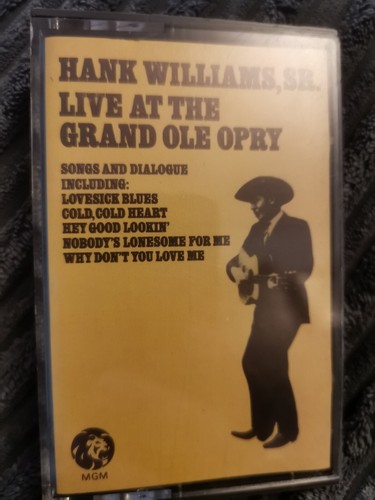 HANK WILLIAMS, SR.
LIVE AT THE
GRAND OLE OPRY
SONGS AND DIALOGUE
INCLUDING:
LOVESICK BLUES
COLD, COLD HEART
HEY GOOD LOOKIN'
NOBODY'S LONESOME FOR ME
WHY DON'T YOU LOVE ME
MGM